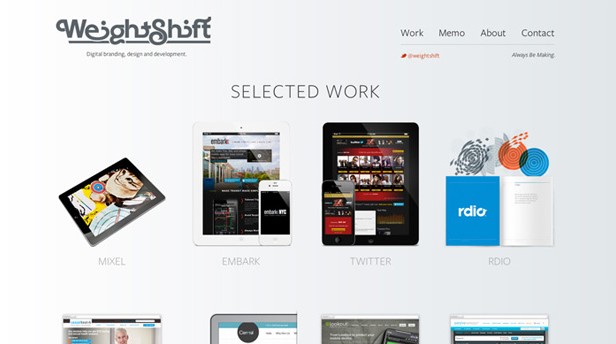 WeightShift
Digital branding, design and development.
Work Memo About Contact
@weightshift
Always Be Making.
SELECTED WORK
embark
embark NYC
rdio
MIXEL
EMBARK
TWITTER
RDIO